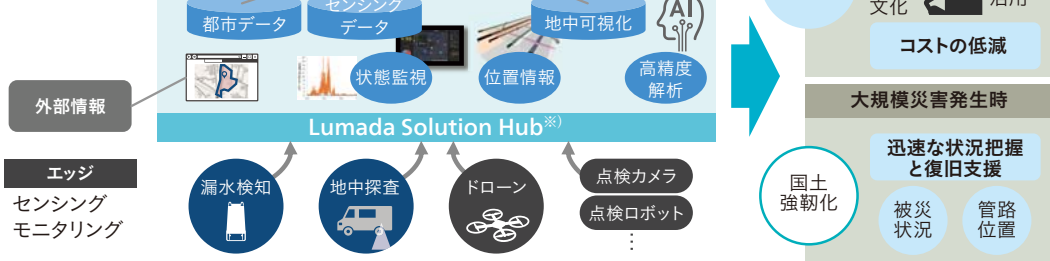 都市データ
センシング
データ
地中可視化
AI
状態監視
位置情報
高精度
解析
外部情報
Lumada Solution Hub※)
エッジ
センシング
モニタリング
漏水検知
地中探査
ドローン
点検カメラ
点検ロボット
⋮
文化
活用
コストの低減
大規模災害発生時
迅速な状況把握
と復旧支援
国土
強靭化
被災
状況
管路
位置